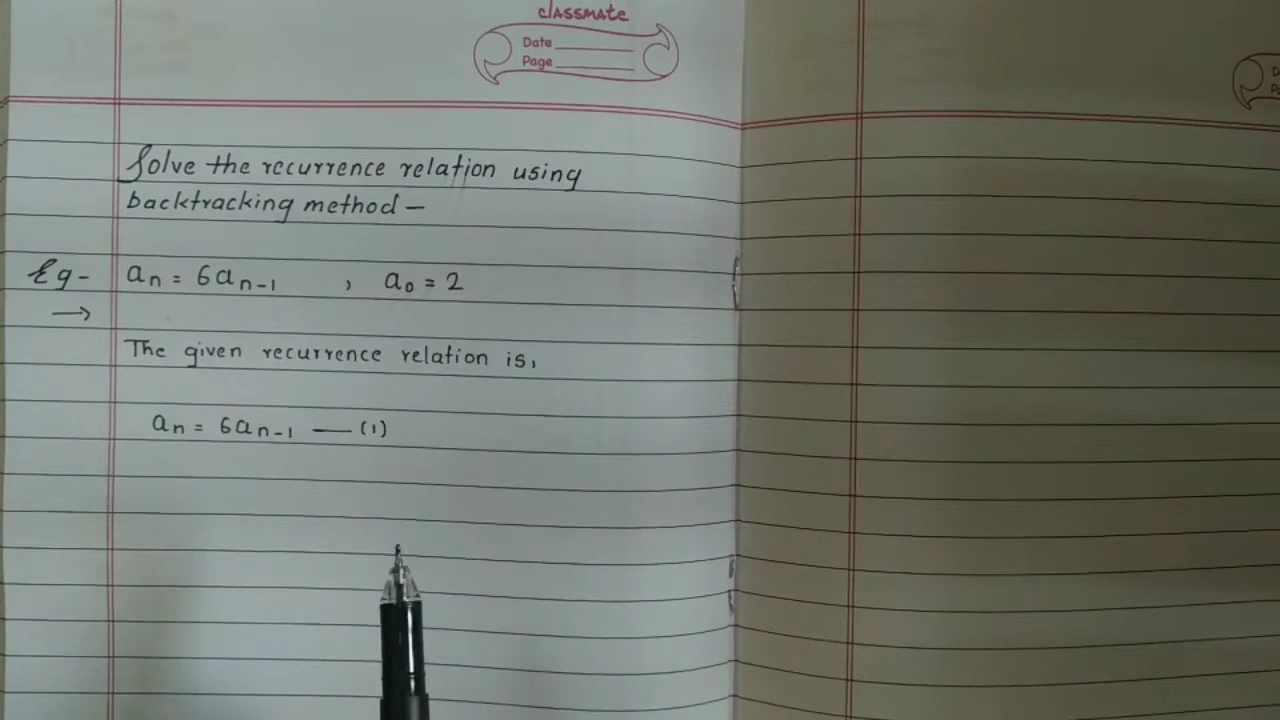 classmate
Date
Page
Solve the recurrence relation using
backtracking method —
Eg- aₙ = 6aₙ₋₁ , a₀ = 2
→
The given recurrence relation is,
aₙ = 6aₙ₋₁ — (1)